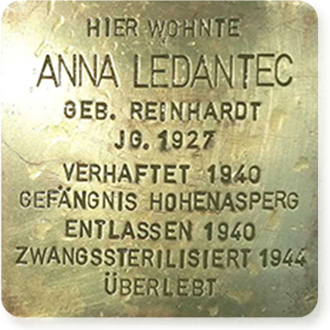 HIER WOHNTE
ANNA LEDANTEC
GEB. REINHARDT
JG. 1927
VERHAFTET 1940
GEFÄNGNIS HOHENASPERG
ENTLASSEN 1940
ZWANGSSTERILISIERT 1944
ÜBERLEBT